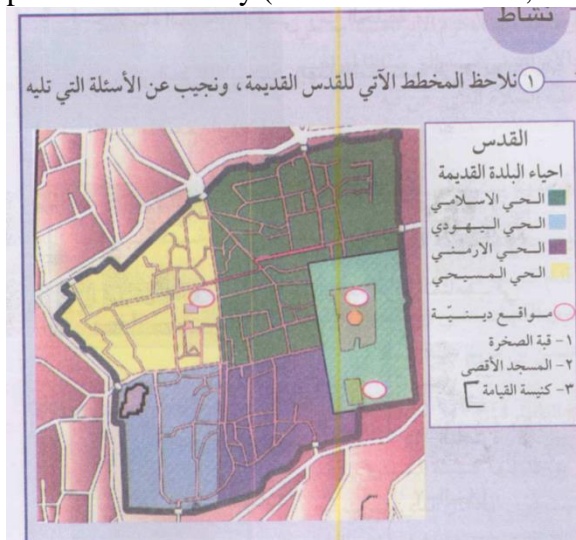 نشاط
١ نلاحظ المخطط الآتي للقدس القديمة، ونجيب عن الأسئلة التي تليه
القدس
احياء البلدة القديمة
الحي الاسلامي
الحي اليهودي
الحي الارمني
الحي المسيحي
مواقع دينيّة
١- قبة الصخرة
٢- المسجد الأقصى
٣- كنيسة القيامة